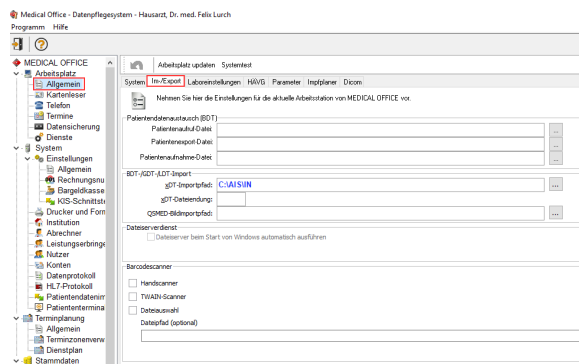 Medical Office - Datenpflegesystem - Hausarzt, Dr. med. Felix Lurch
Programm Hilfe
MEDICAL OFFICE
Arbeitsplatz
Allgemein
Kartenleser
Telefon
Termine
Datensicherung
Dienste
System
Einstellungen
Allgemein
Rechnungsnu
Bargeldkasse
KIS-Schnittst
Drucker und Form
Institution
Abrechner
Leistungserbringe
Nutzer
Konten
Datenprotokoll
HL7-Protokoll
Patientendatenim
Patiententermina
Terminplanung
Allgemein
Terminzonenverw
Dienstplan
Stammdaten
Arbeitsplatz updaten Systemtest
System Im-/Export Laboreinstellungen HÄVG Parameter Impfplaner Dicom
Nehmen Sie hier die Einstellungen für die aktuelle Arbeitsstation von MEDICAL OFFICE vor.
Patientendatenaustausch (BDT)
Patientenaufruf-Datei: ...
Patientenexport-Datei: ...
Patientenaufnahme-Datei: ...
BDT-/GDT-/LDT-Import
xDT-Importpfad: C:\AIS\IN ...
xDT-Dateiendung:
QSMED-Bildimportpfad: ...
Dateiserverdienst
Dateiserver beim Start von Windows automatisch ausführen
Barcodescanner
Handscanner
TWAIN-Scanner
Dateiauswahl
Dateipfad (optional)